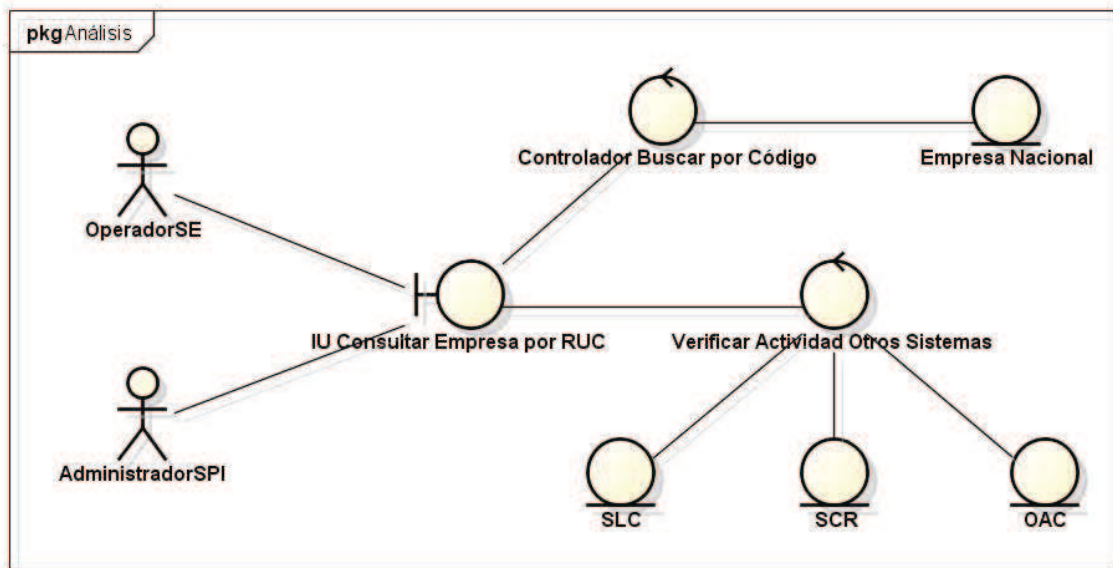 pkg Análisis
Controlador Buscar por Código
Empresa Nacional
OperadorSE
IU Consultar Empresa por RUC
Verificar Actividad Otros Sistemas
AdministradorSPI
SLC
SCR
OAC